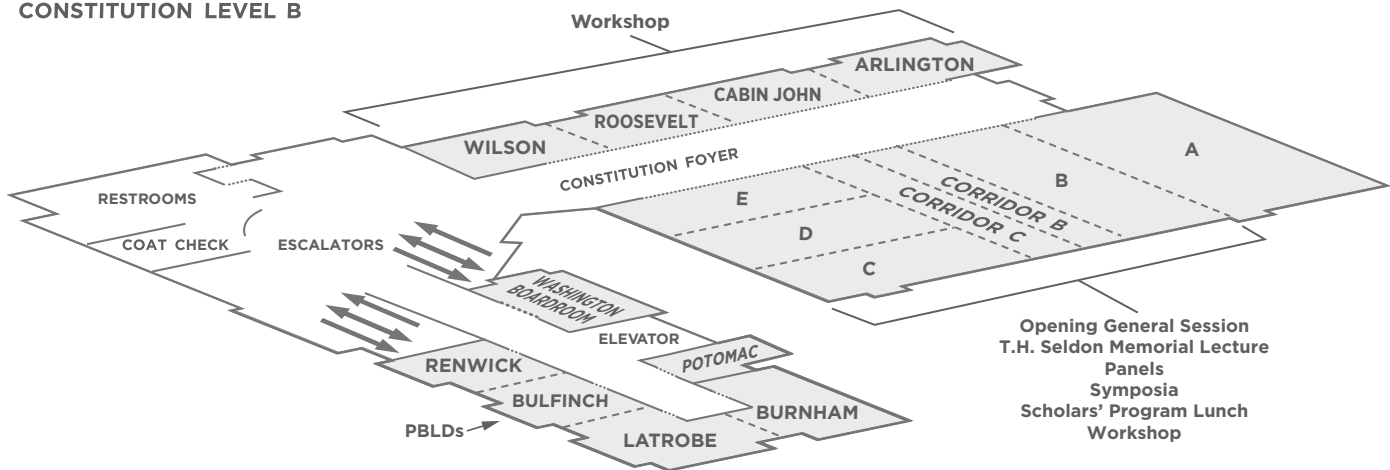 CONSTITUTION LEVEL B
Workshop
ARLINGTON
CABIN JOHN
ROOSEVELT
WILSON
CONSTITUTION FOYER
A
B
CORRIDOR B
CORRIDOR C
E
D
C
RESTROOMS
COAT CHECK
ESCALATORS
WASHINGTON
BOARDROOM
ELEVATOR
POTOMAC
RENWICK
BULFINCH
LATROBE
BURNHAM
PBLDs
Opening General Session
T.H. Seldon Memorial Lecture
Panels
Symposia
Scholars’ Program Lunch
Workshop